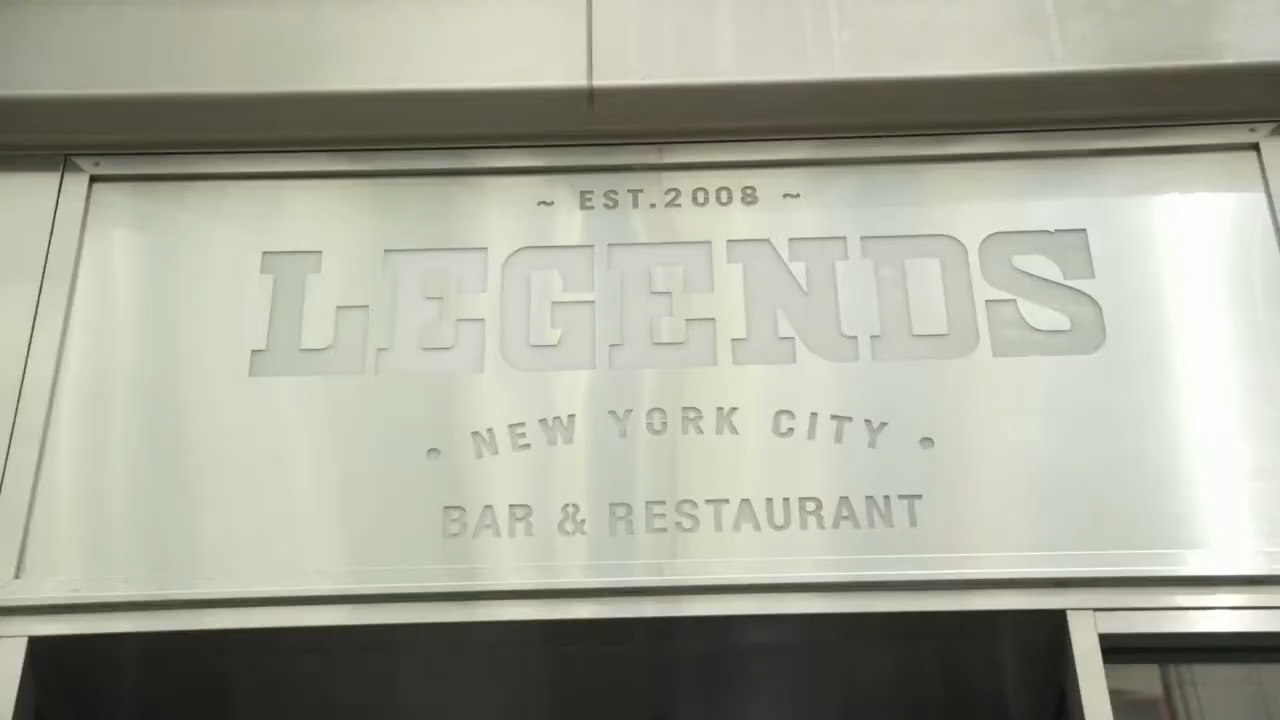 ~ EST.2008 ~
LEGENDS
• NEW YORK CITY •
BAR & RESTAURANT